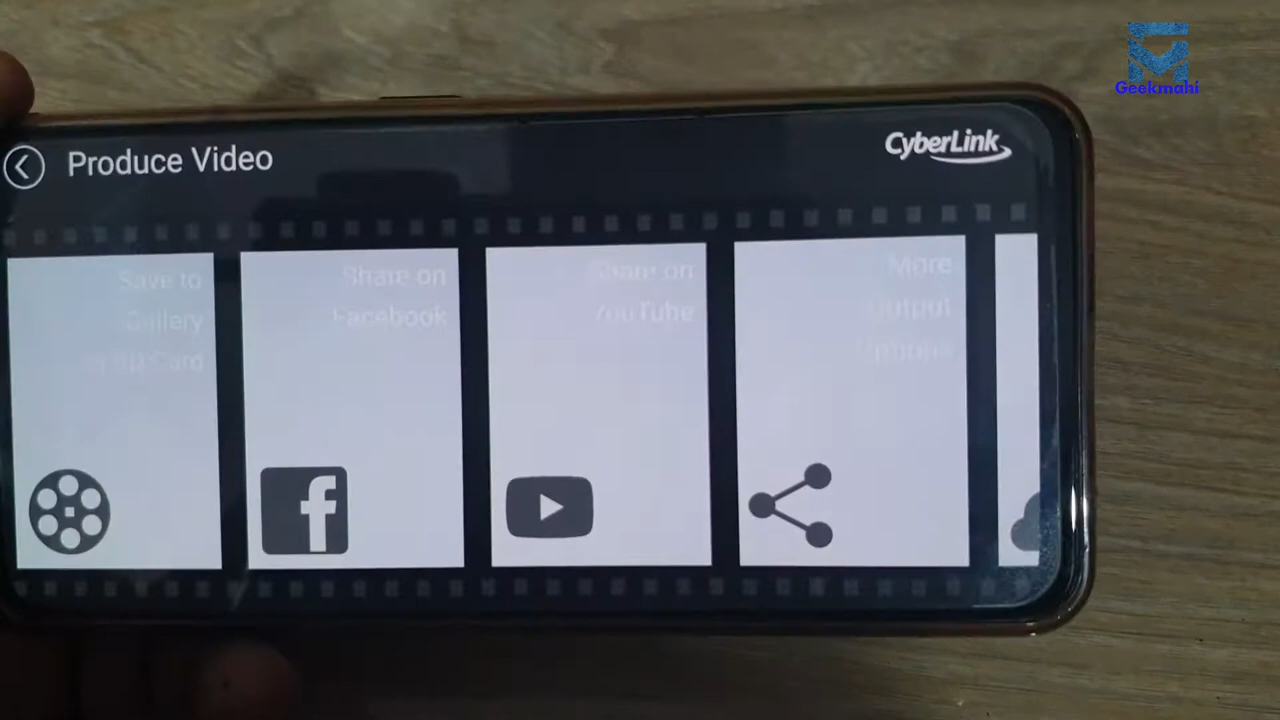 Geekmahi
Produce Video
CyberLink
Save to
Gallery
or SD Card
Share on
Facebook
Share on
YouTube
More
Output
Options